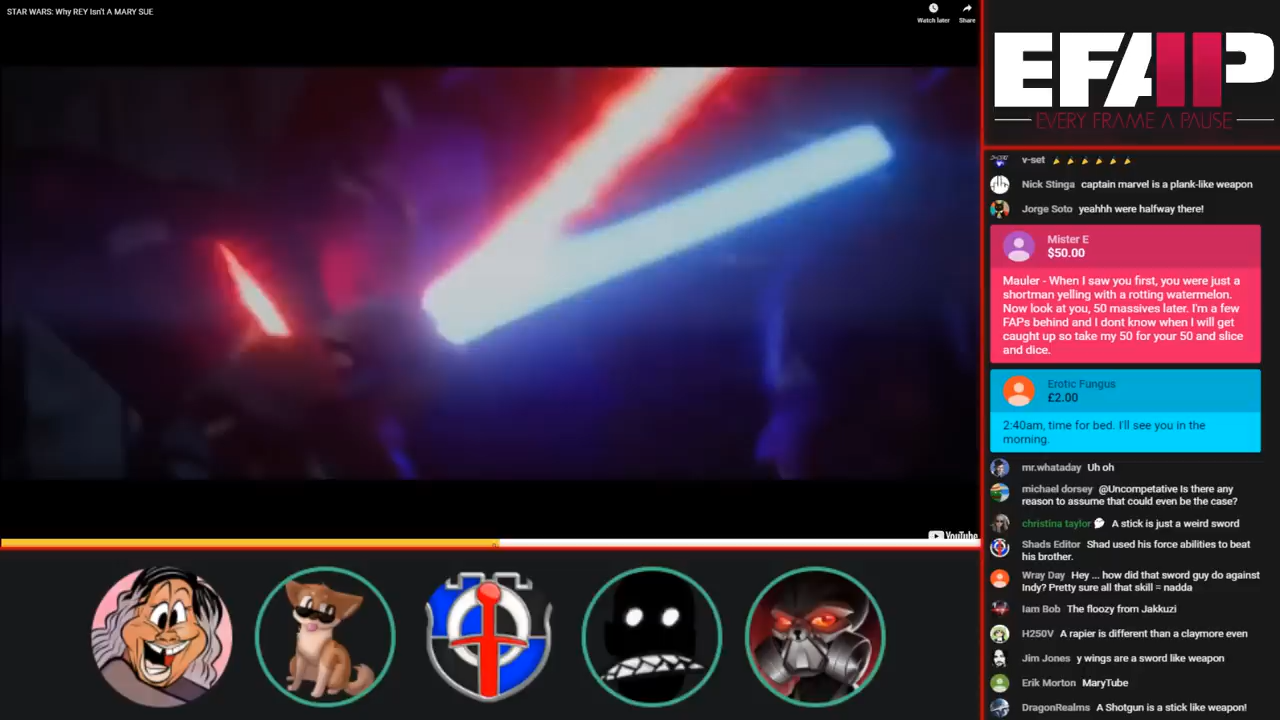 STAR WARS: Why REY Isn't A MARY SUE
Watch later
Share
YouTube
EFAP
EVERY FRAME A PAUSE
v-set
Nick Stinga captain marvel is a plank-like weapon
Jorge Soto yeahhh were halfway there!
Mister E
$50.00
Mauler - When I saw you first, you were just a
shortman yelling with a rotting watermelon.
Now look at you, 50 massives later. I'm a few
FAPs behind and I dont know when I will get
caught up so take my 50 for your 50 and slice
and dice.
Erotic Fungus
£2.00
2:40am, time for bed. I'll see you in the
morning.
mr.whataday Uh oh
michael dorsey @Uncompetative Is there any
reason to assume that could even be the case?
christina taylor A stick is just a weird sword
Shads Editor Shad used his force abilities to beat
his brother.
Wray Day Hey ... how did that sword guy do against
Indy? Pretty sure all that skill = nadda
Iam Bob The floozy from Jakkuzi
H250V A rapier is different than a claymore even
Jim Jones y wings are a sword like weapon
Erik Morton MaryTube
DragonRealms A Shotgun is a stick like weapon!